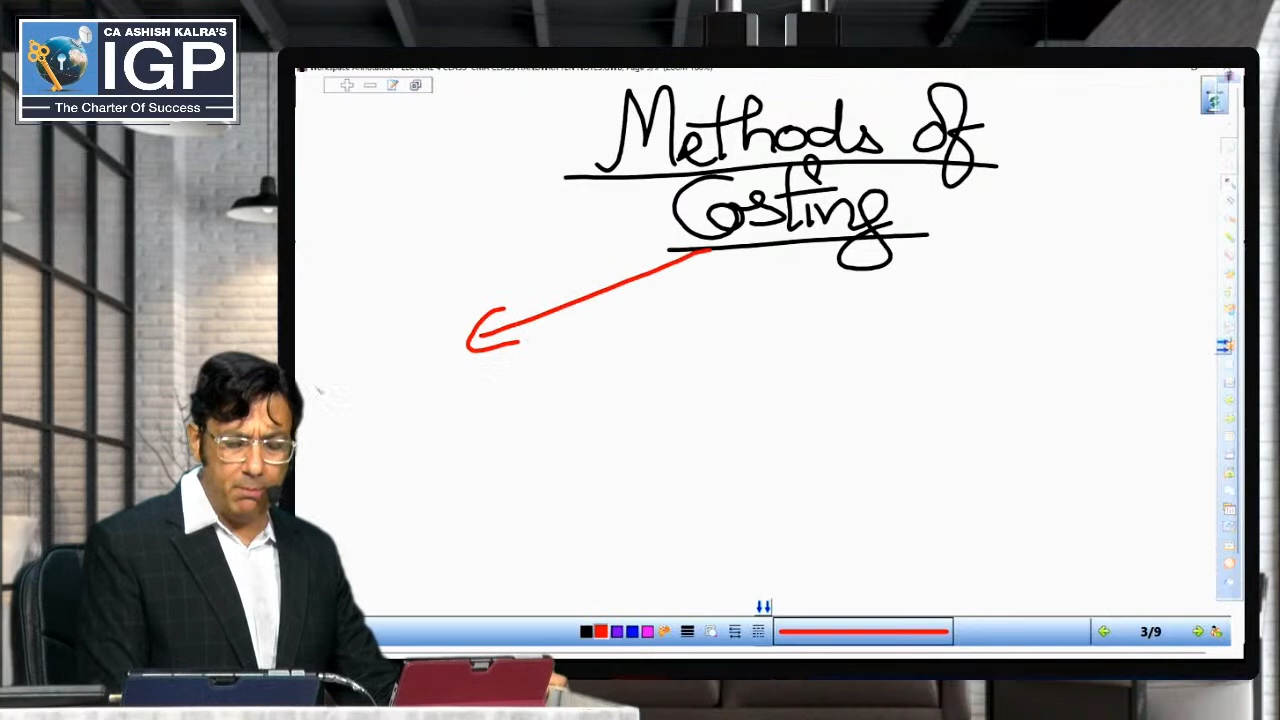 CA ASHISH KALRA'S
IGP
The Charter Of Success
Methods of
Costing
3/9